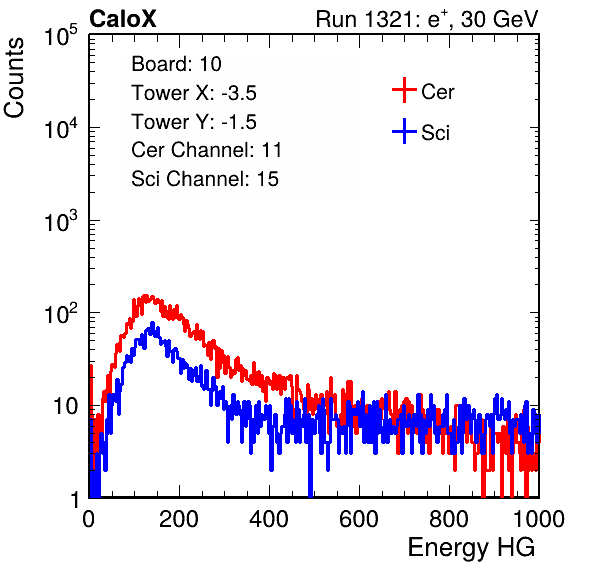 CaloX Run 1321: e+, 30 GeV
Counts
10^5
10^4
10^3
10^2
10
1
Board: 10
Tower X: -3.5
Tower Y: -1.5
Cer Channel: 11
Sci Channel: 15
Cer
Sci
0 200 400 600 800 1000
Energy HG